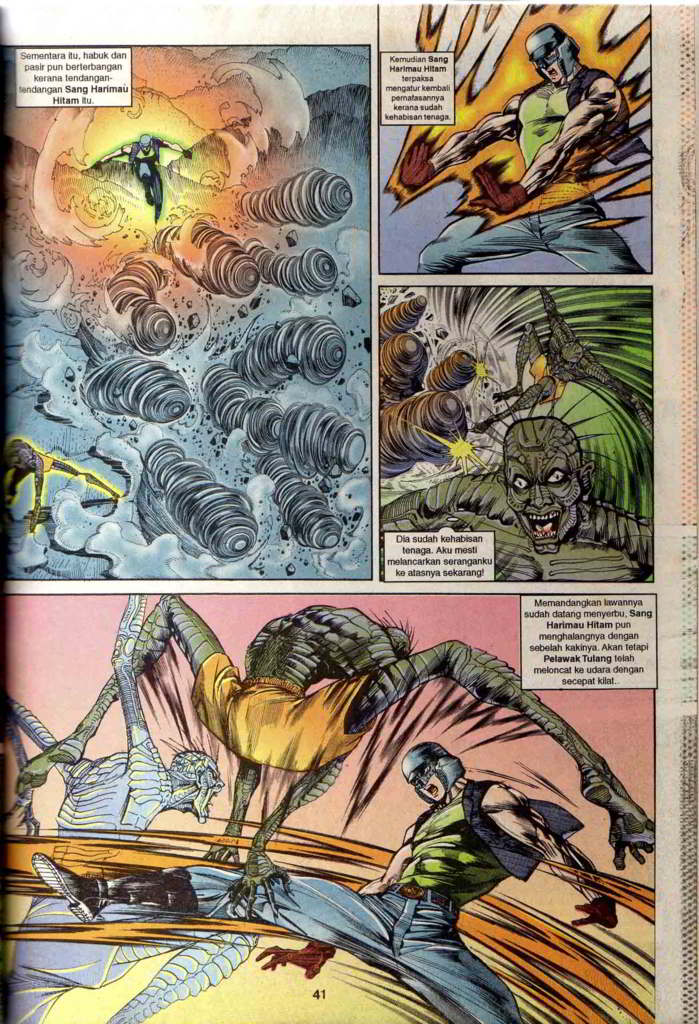 Sementara itu, habuk dan
pasir pun berterbangan
kerana tendangan-
tendangan Sang Harimau
Hitam itu.
Kemudian Sang
Harimau Hitam
terpaksa
mengatur kembali
pernafasannya
kerana sudah
kehabisan tenaga.
Dia sudah kehabisan
tenaga. Aku mesti
melancarkan seranganku
ke atasnya sekarang!
Memandangkan lawannya
sudah datang menyerbu, Sang
Harimau Hitam pun
menghalangnya dengan
sebelah kakinya. Akan tetapi
Pelawak Tulang telah
meloncat ke udara dengan
secepat kilat.
41